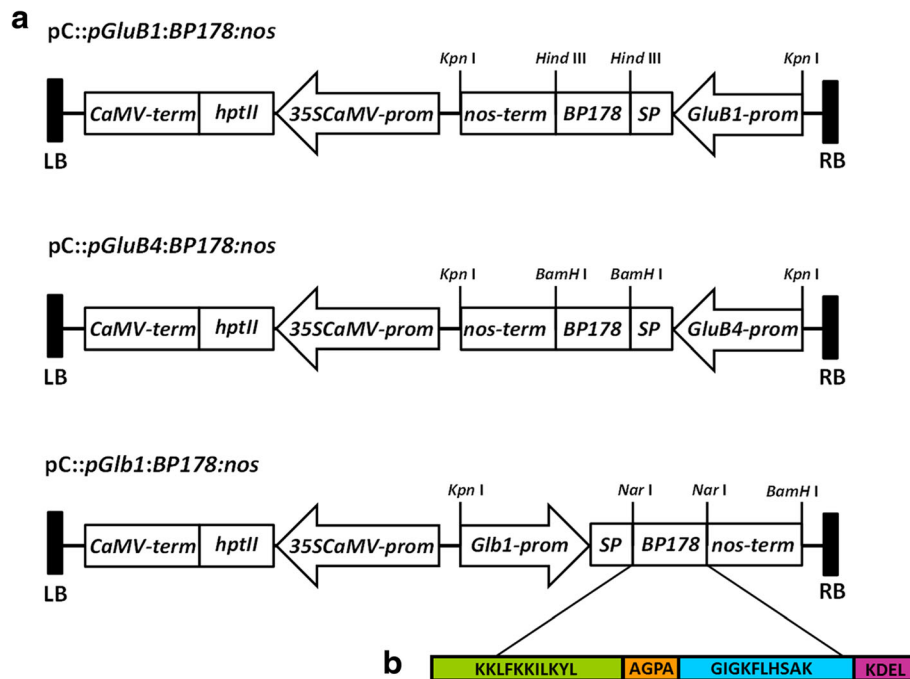 a
pC::pGluB1:BP178:nos
Kpn I Hind III Hind III Kpn I
CaMV-term hptII 35SCaMV-prom nos-term BP178 SP GluB1-prom
LB RB
pC::pGluB4:BP178:nos
Kpn I BamH I BamH I Kpn I
CaMV-term hptII 35SCaMV-prom nos-term BP178 SP GluB4-prom
LB RB
pC::pGlb1:BP178:nos
Kpn I Nar I Nar I BamH I
CaMV-term hptII 35SCaMV-prom Glb1-prom SP BP178 nos-term
LB RB
b KKLFKKILKYL AGPA GIGKFLHSAK KDEL